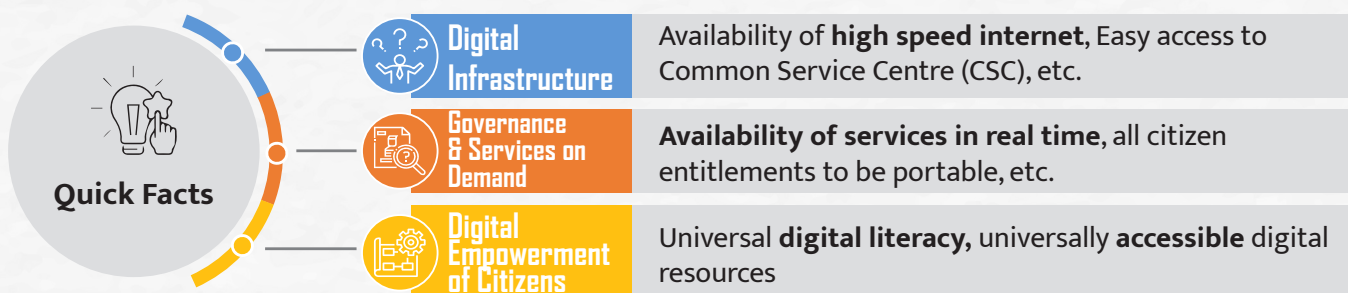 Quick Facts
Digital
Infrastructure
Availability of high speed internet, Easy access to
Common Service Centre (CSC), etc.
Governance
& Services on
Demand
Availability of services in real time, all citizen
entitlements to be portable, etc.
Digital
Empowerment
of Citizens
Universal digital literacy, universally accessible digital
resources